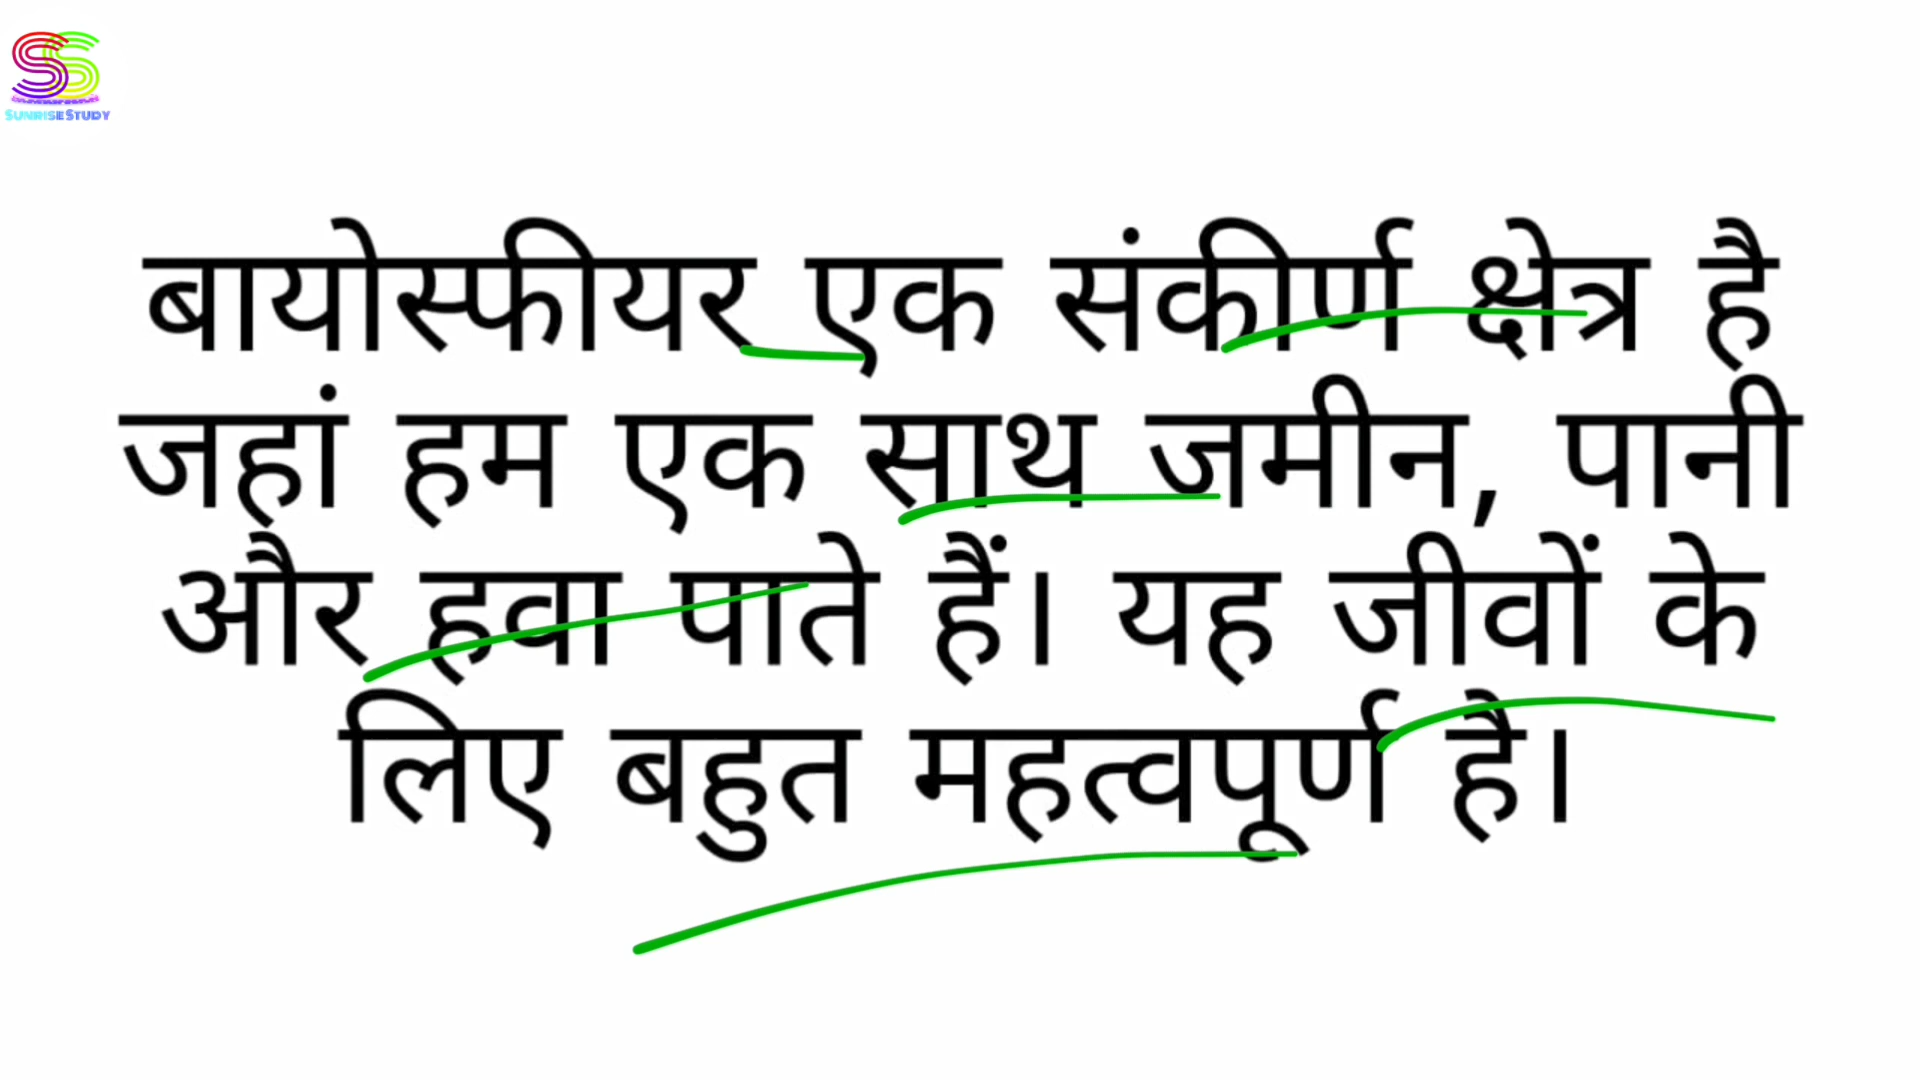 SunriseStudy
बायोस्फीयर एक संकीर्ण क्षेत्र है
जहां हम एक साथ जमीन, पानी
और हवा पाते हैं। यह जीवों के
लिए बहुत महत्वपूर्ण है।